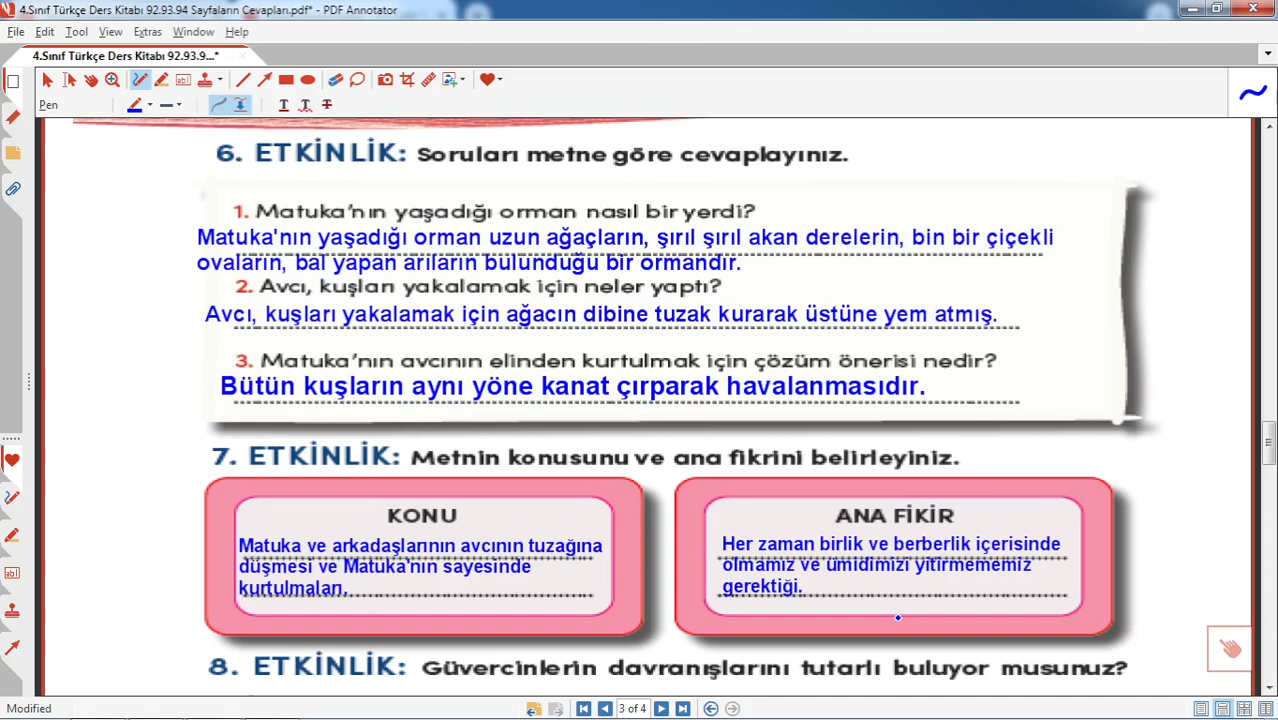 4.Sınıf Türkçe Ders Kitabı 92.93.94 Sayfaların Cevapları.pdf* - PDF Annotator
File Edit Tool View Extras Window Help
4.Sınıf Türkçe Ders Kitabı 92.93.9...*
Pen
6. ETKİNLİK: Soruları metne göre cevaplayınız.
1. Matuka'nın yaşadığı orman nasıl bir yerdi?
Matuka'nın yaşadığı orman uzun ağaçların, şırıl şırıl akan derelerin, bin bir çiçekli
ovaların, bal yapan arıların bulunduğu bir ormandır.
2. Avcı, kuşları yakalamak için neler yaptı?
Avcı, kuşları yakalamak için ağacın dibine tuzak kurarak üstüne yem atmış.
3. Matuka'nın avcının elinden kurtulmak için çözüm önerisi nedir?
Bütün kuşların aynı yöne kanat çırparak havalanmasıdır.
7. ETKİNLİK: Metnin konusunu ve ana fikrini belirleyiniz.
KONU
Matuka ve arkadaşlarının avcının tuzağına
düşmesi ve Matuka'nın sayesinde
kurtulmaları.
ANA FİKİR
Her zaman birlik ve berberlik içerisinde
olmamız ve ümidimizi yitirmememiz
gerektiği.
8. ETKİNLİK: Güvercinlerin davranışlarını tutarlı buluyor musunuz?
Modified
3 of 4